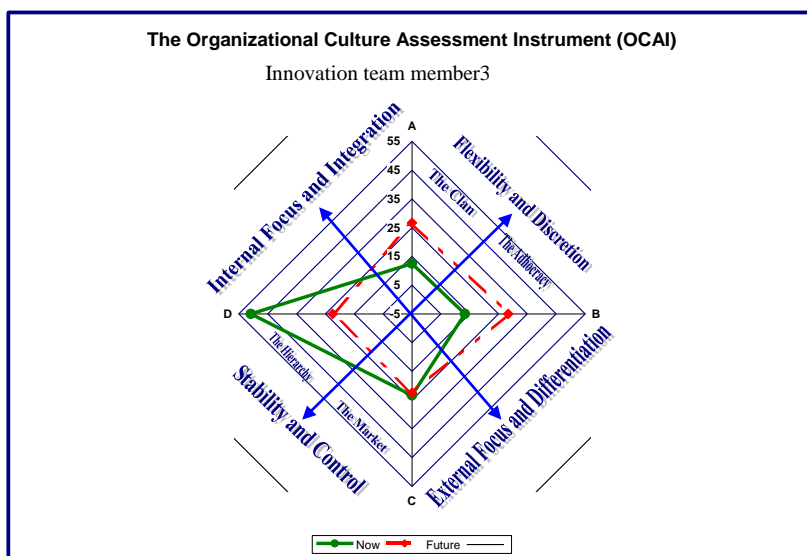 The Organizational Culture Assessment Instrument (OCAI)
Innovation team member3
A
55
45
35
25
15
5
-5
Internal Focus and Integration
Flexibility and Discretion
The Clan
The Adhocracy
D
B
The Hierarchy
The Market
Stability and Control
External Focus and Differentiation
C
Now
Future